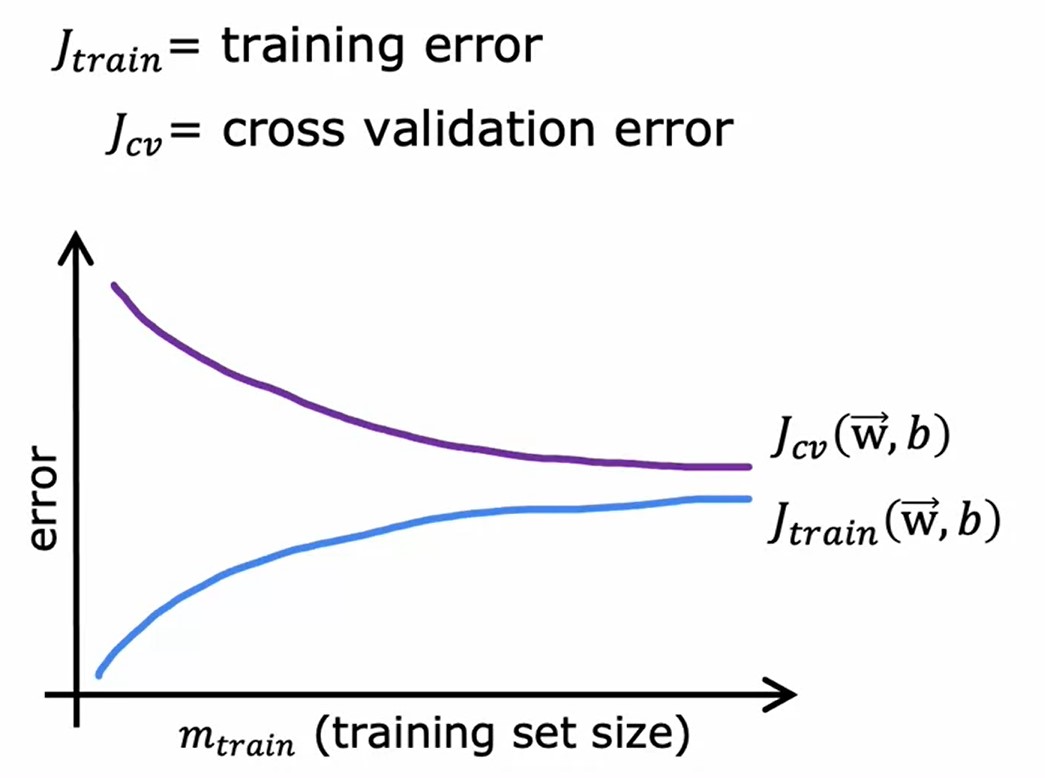 J_train = training error
J_cv = cross validation error
error
J_cv(w⃗, b)
J_train(w⃗, b)
m_train (training set size)